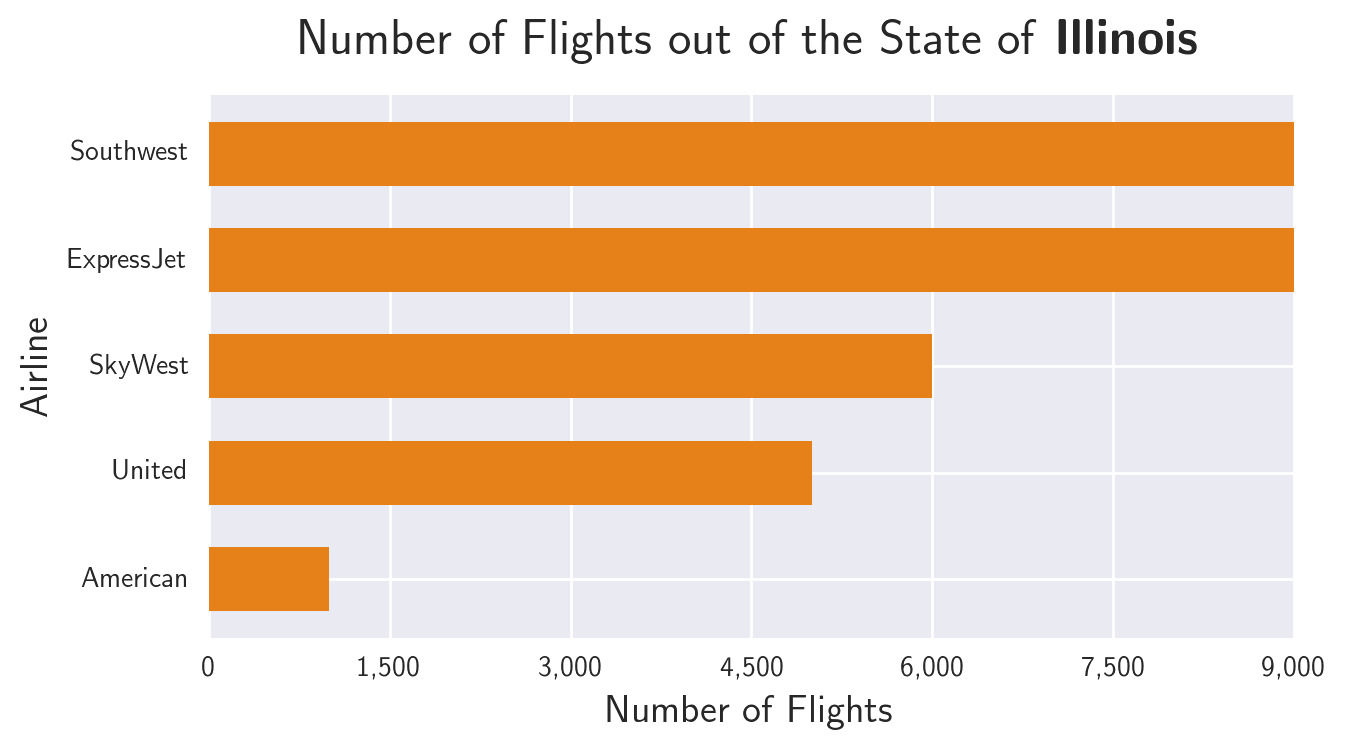 Number of Flights out of the State of Illinois
Southwest
ExpressJet
SkyWest
United
American
Airline
0 1,500 3,000 4,500 6,000 7,500 9,000
Number of Flights